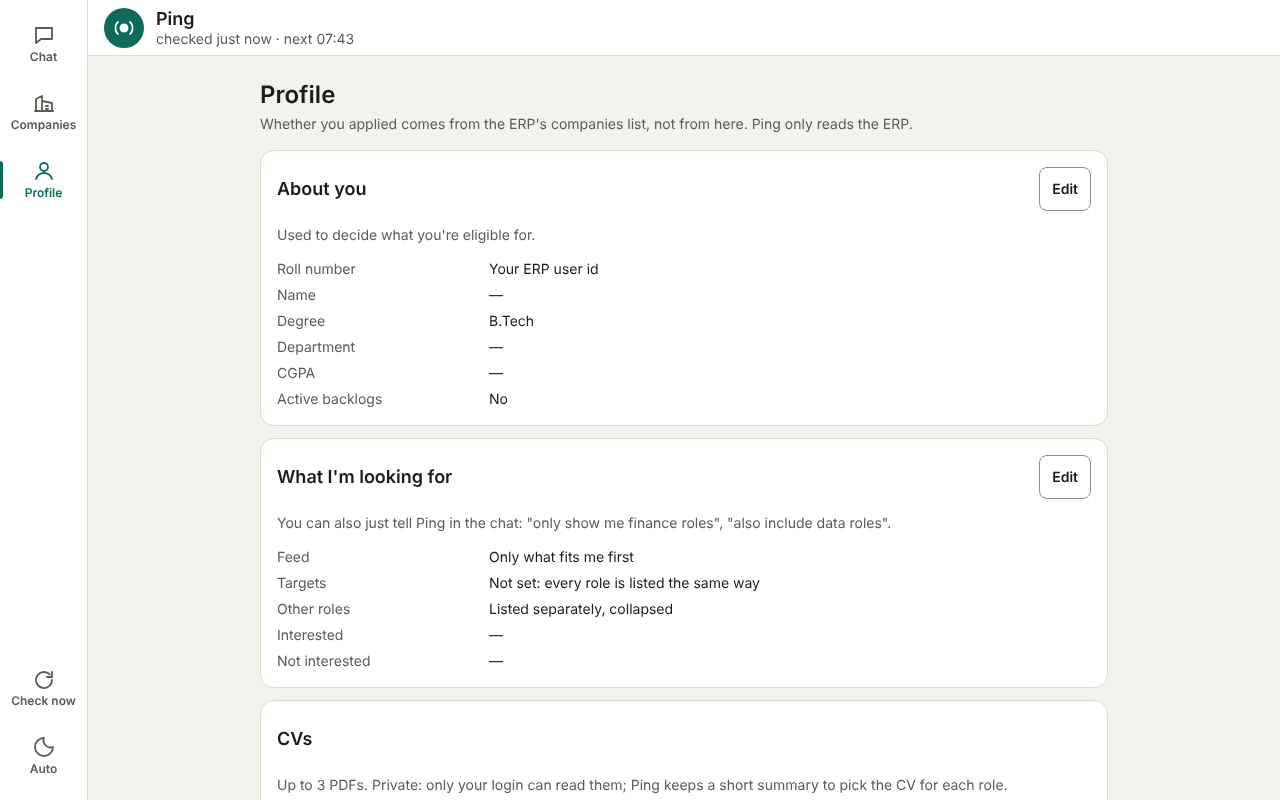 Ping
checked just now · next 07:43
Chat
Companies
Profile
Check now
Auto
Profile
Whether you applied comes from the ERP's companies list, not from here. Ping only reads the ERP.
About you
Edit
Used to decide what you're eligible for.
Roll number Your ERP user id
Name —
Degree B.Tech
Department —
CGPA —
Active backlogs No
What I'm looking for
Edit
You can also just tell Ping in the chat: "only show me finance roles", "also include data roles".
Feed Only what fits me first
Targets Not set: every role is listed the same way
Other roles Listed separately, collapsed
Interested —
Not interested —
CVs
Up to 3 PDFs. Private: only your login can read them; Ping keeps a short summary to pick the CV for each role.